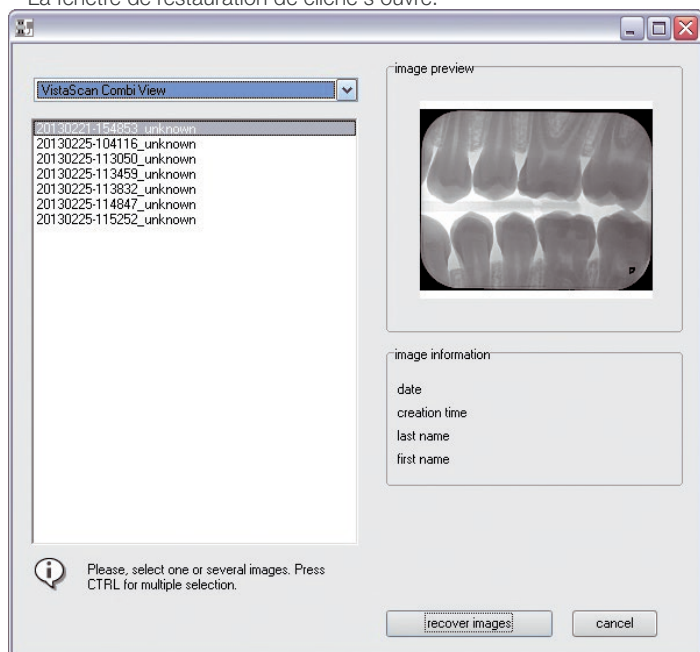 La fenêtre de restauration de cliché s'ouvre.
VistaScan Combi View
20130221-154853_unknown
20130225-104116_unknown
20130225-113050_unknown
20130225-113459_unknown
20130225-113832_unknown
20130225-114847_unknown
20130225-115252_unknown
Please, select one or several images. Press
CTRL for multiple selection.
image preview
image information
date
creation time
last name
first name
recover images
cancel